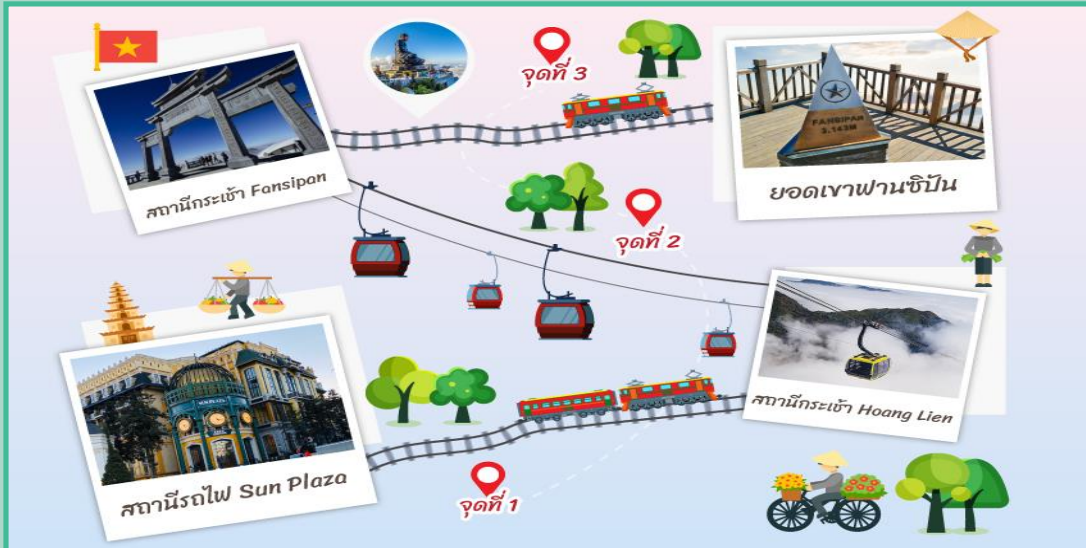 จุดที่ 3
สถานีกระเช้า Fansipan
FANSIPAN
3.143M
ยอดเขาฟานซิปัน
จุดที่ 2
SUN PLAZA
สถานีรถไฟ Sun Plaza
สถานีกระเช้า Hoang Lien
จุดที่ 1